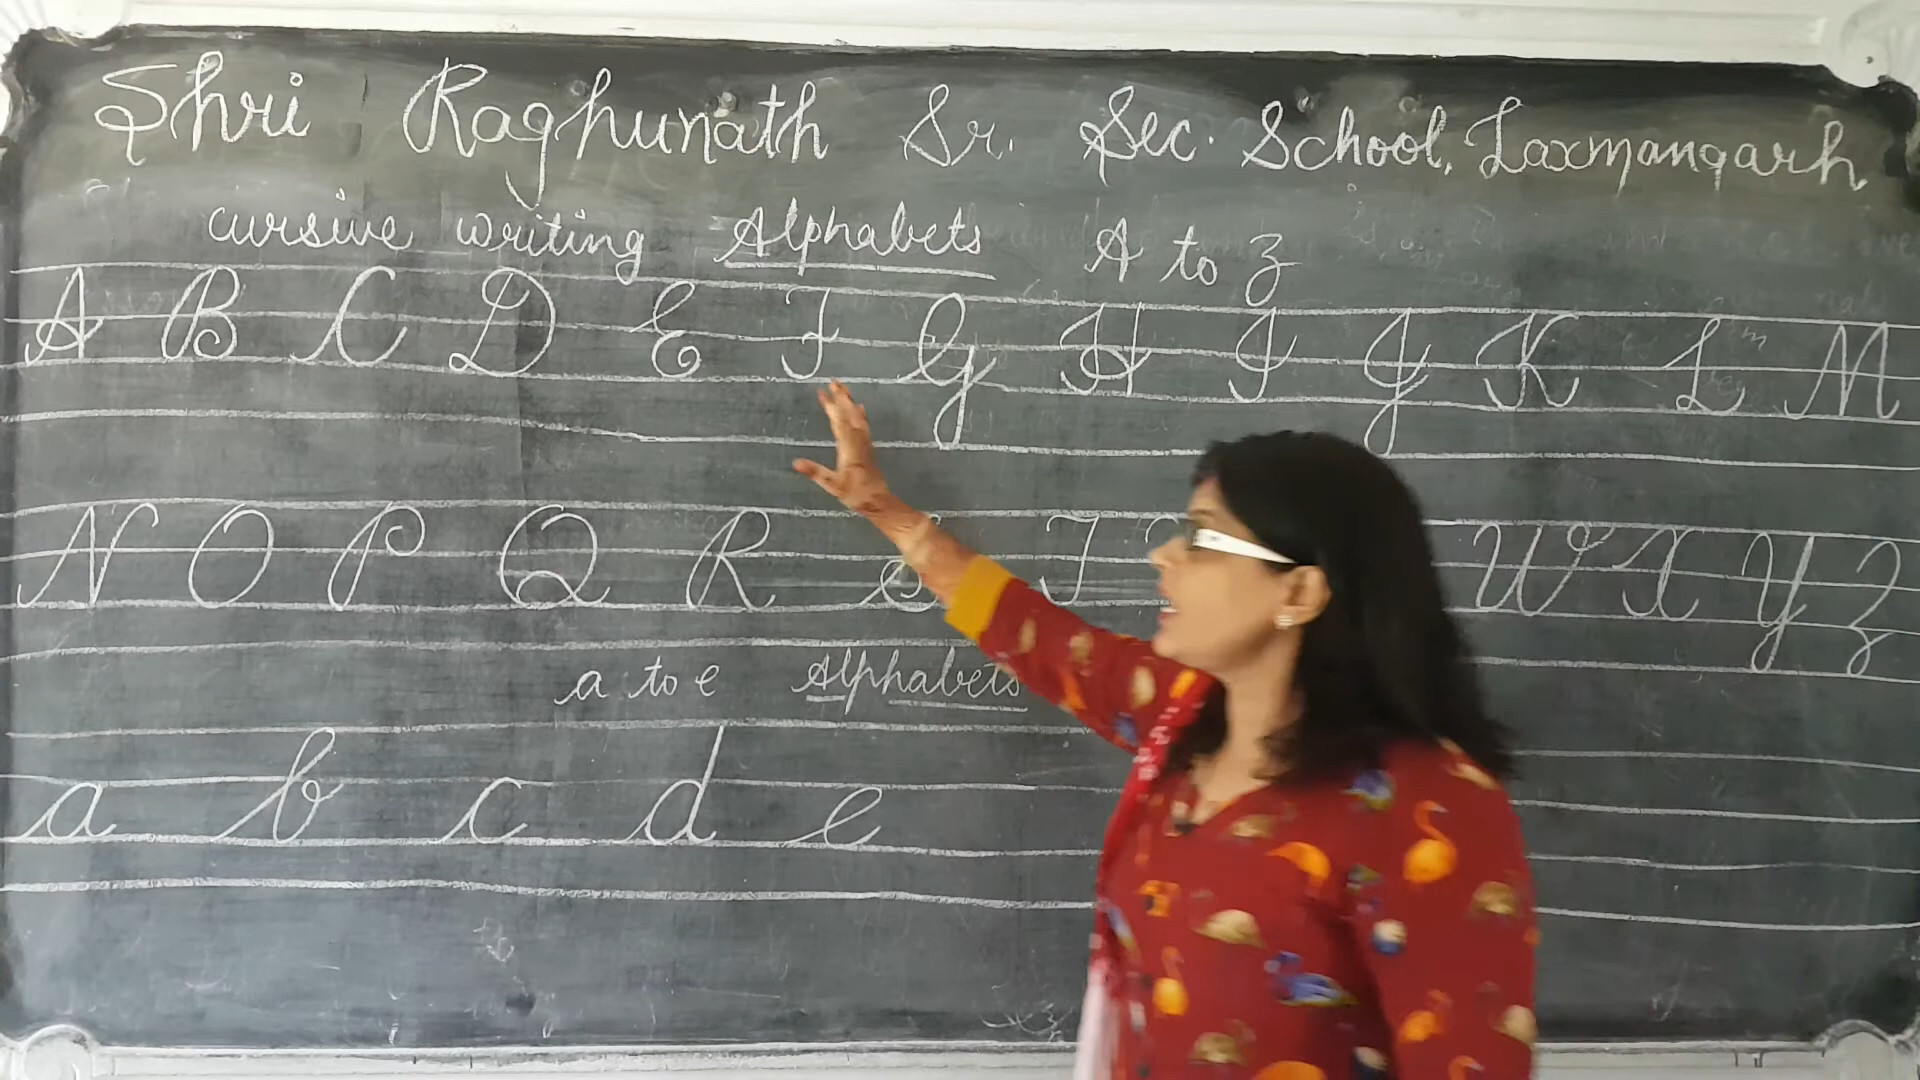 Shri Raghunath Sr. Sec. School, Laxmangarh
cursive writing Alphabets A to Z
A B C D E F G H I J K L M
N O P Q R S T W X Y Z
a to e Alphabets
a b c d e